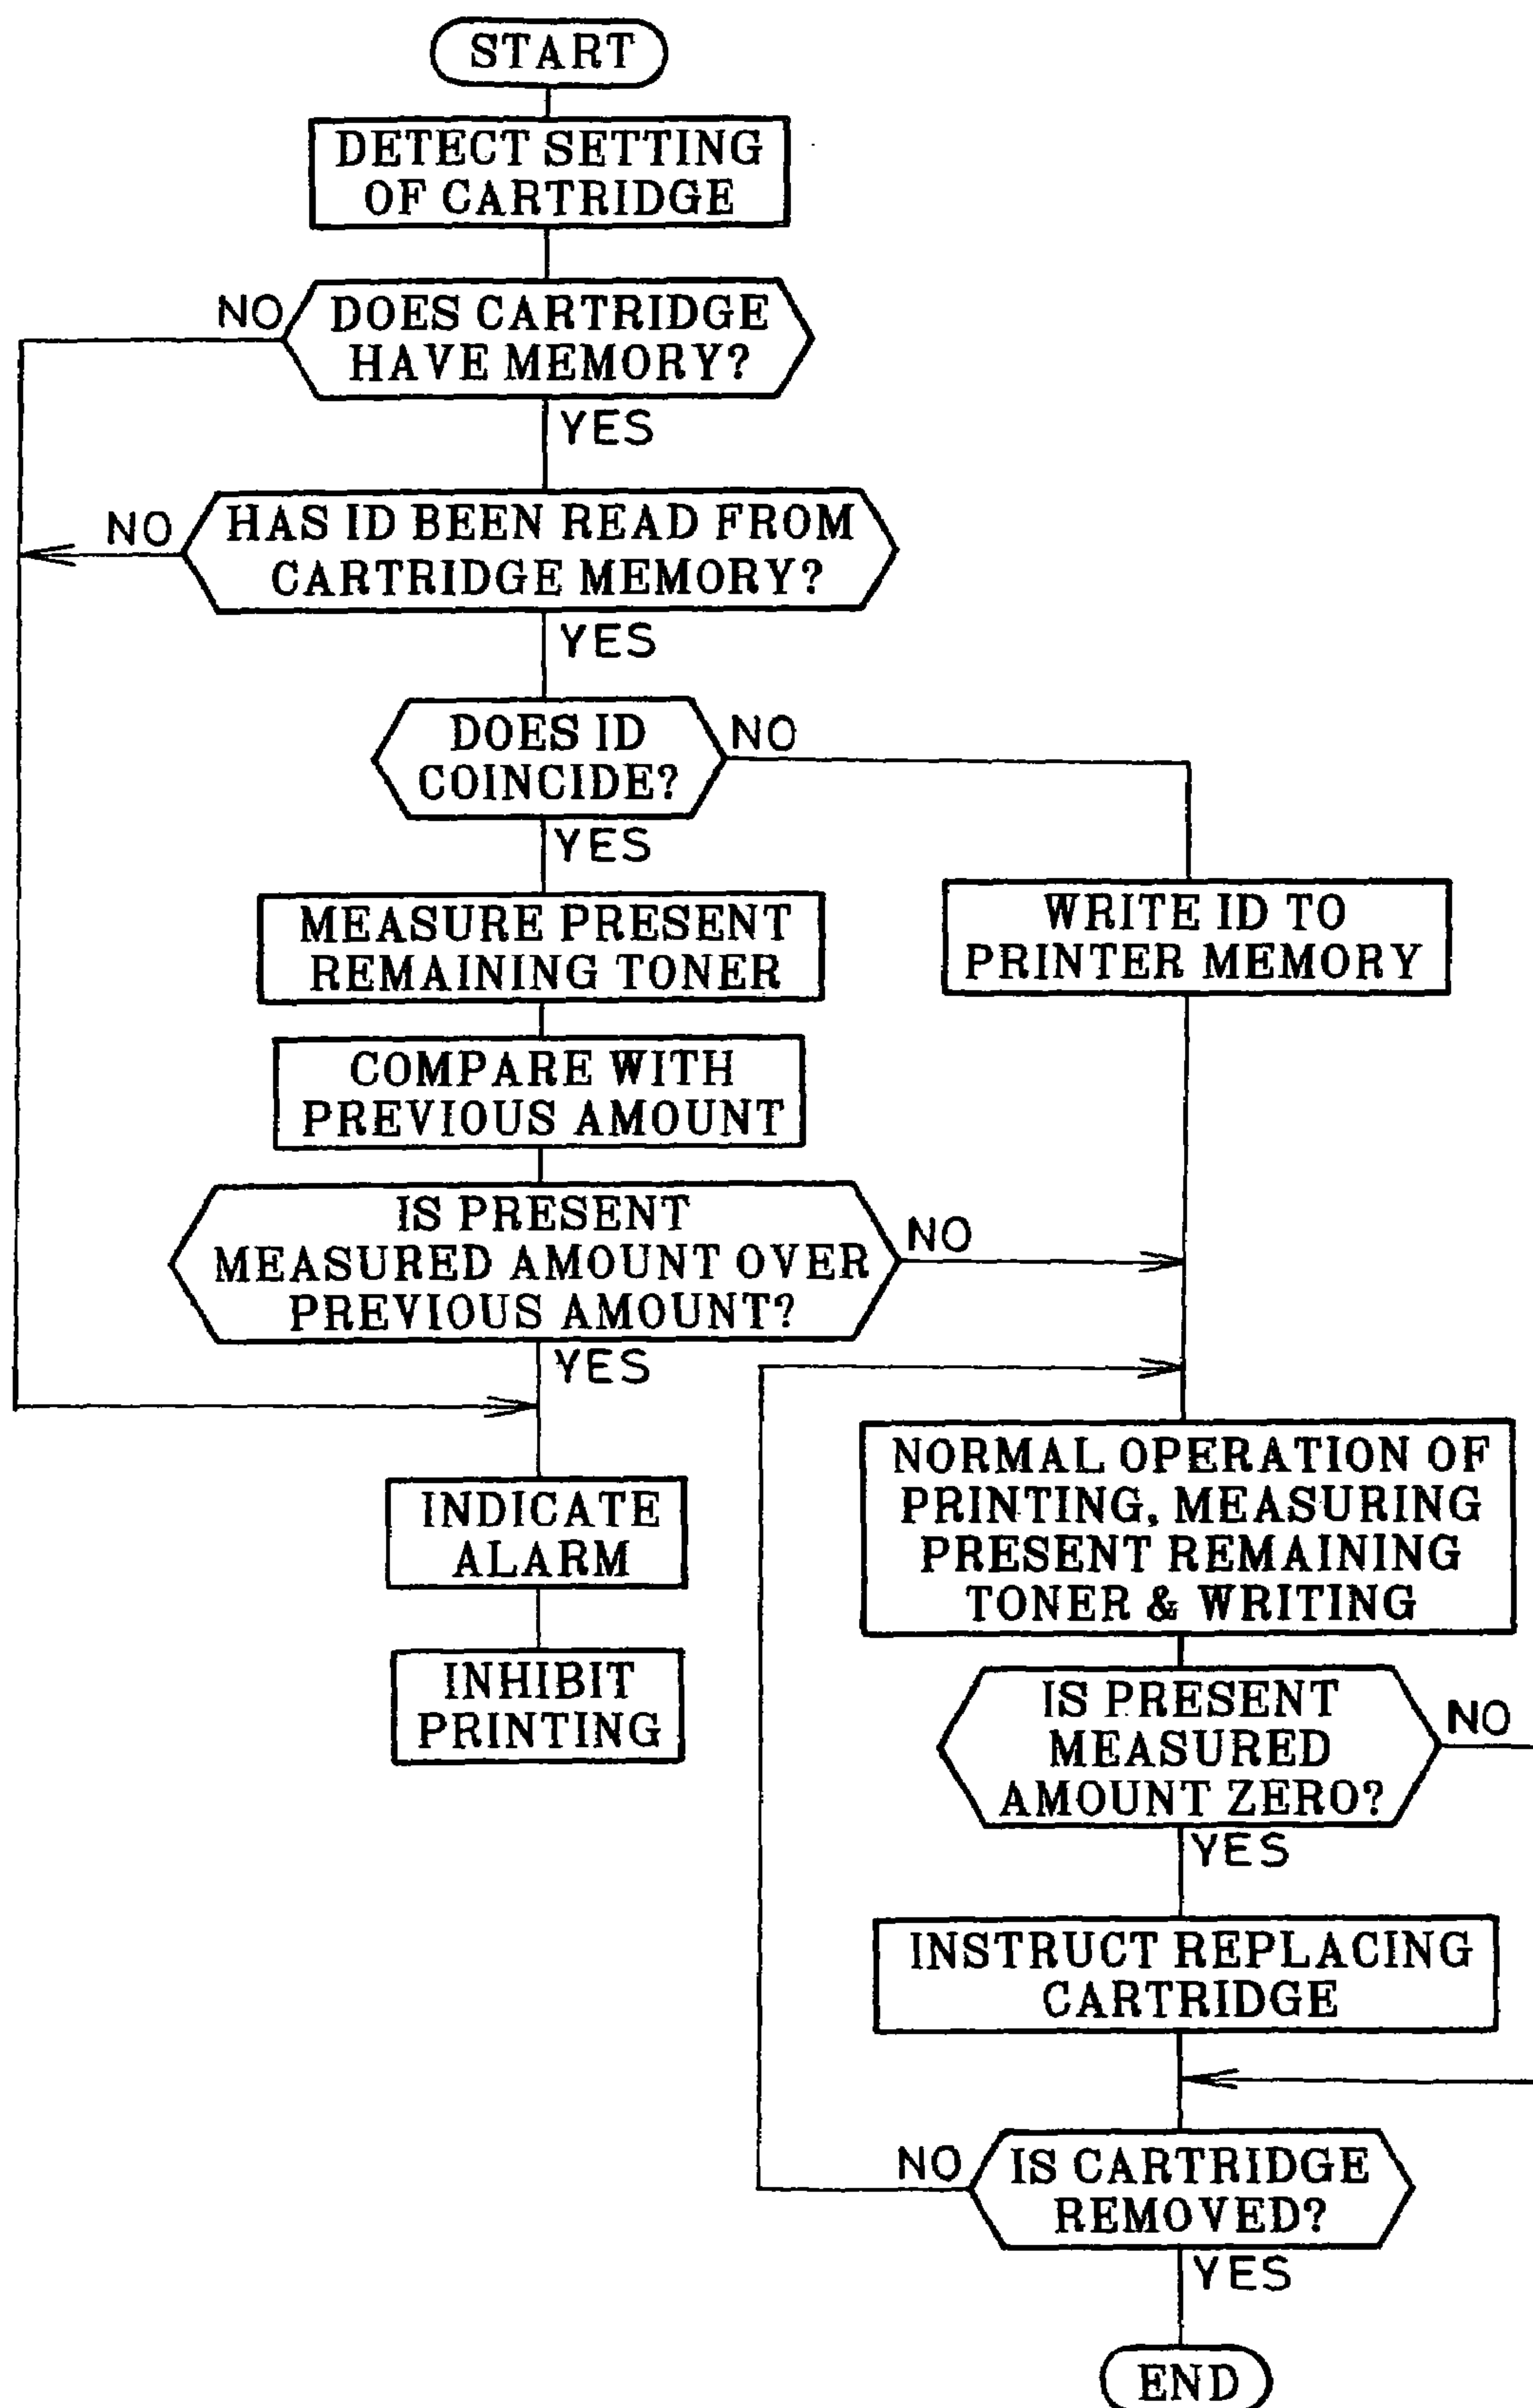 START
DETECT SETTING
OF CARTRIDGE
NO
DOES CARTRIDGE
HAVE MEMORY?
YES
NO
HAS ID BEEN READ FROM
CARTRIDGE MEMORY?
YES
DOES ID
COINCIDE?
NO
YES
MEASURE PRESENT
REMAINING TONER
WRITE ID TO
PRINTER MEMORY
COMPARE WITH
PREVIOUS AMOUNT
IS PRESENT
MEASURED AMOUNT OVER
PREVIOUS AMOUNT?
NO
YES
INDICATE
ALARM
INHIBIT
PRINTING
NORMAL OPERATION OF
PRINTING, MEASURING
PRESENT REMAINING
TONER & WRITING
IS PRESENT
MEASURED
AMOUNT ZERO?
NO
YES
INSTRUCT REPLACING
CARTRIDGE
NO
IS CARTRIDGE
REMOVED?
YES
END